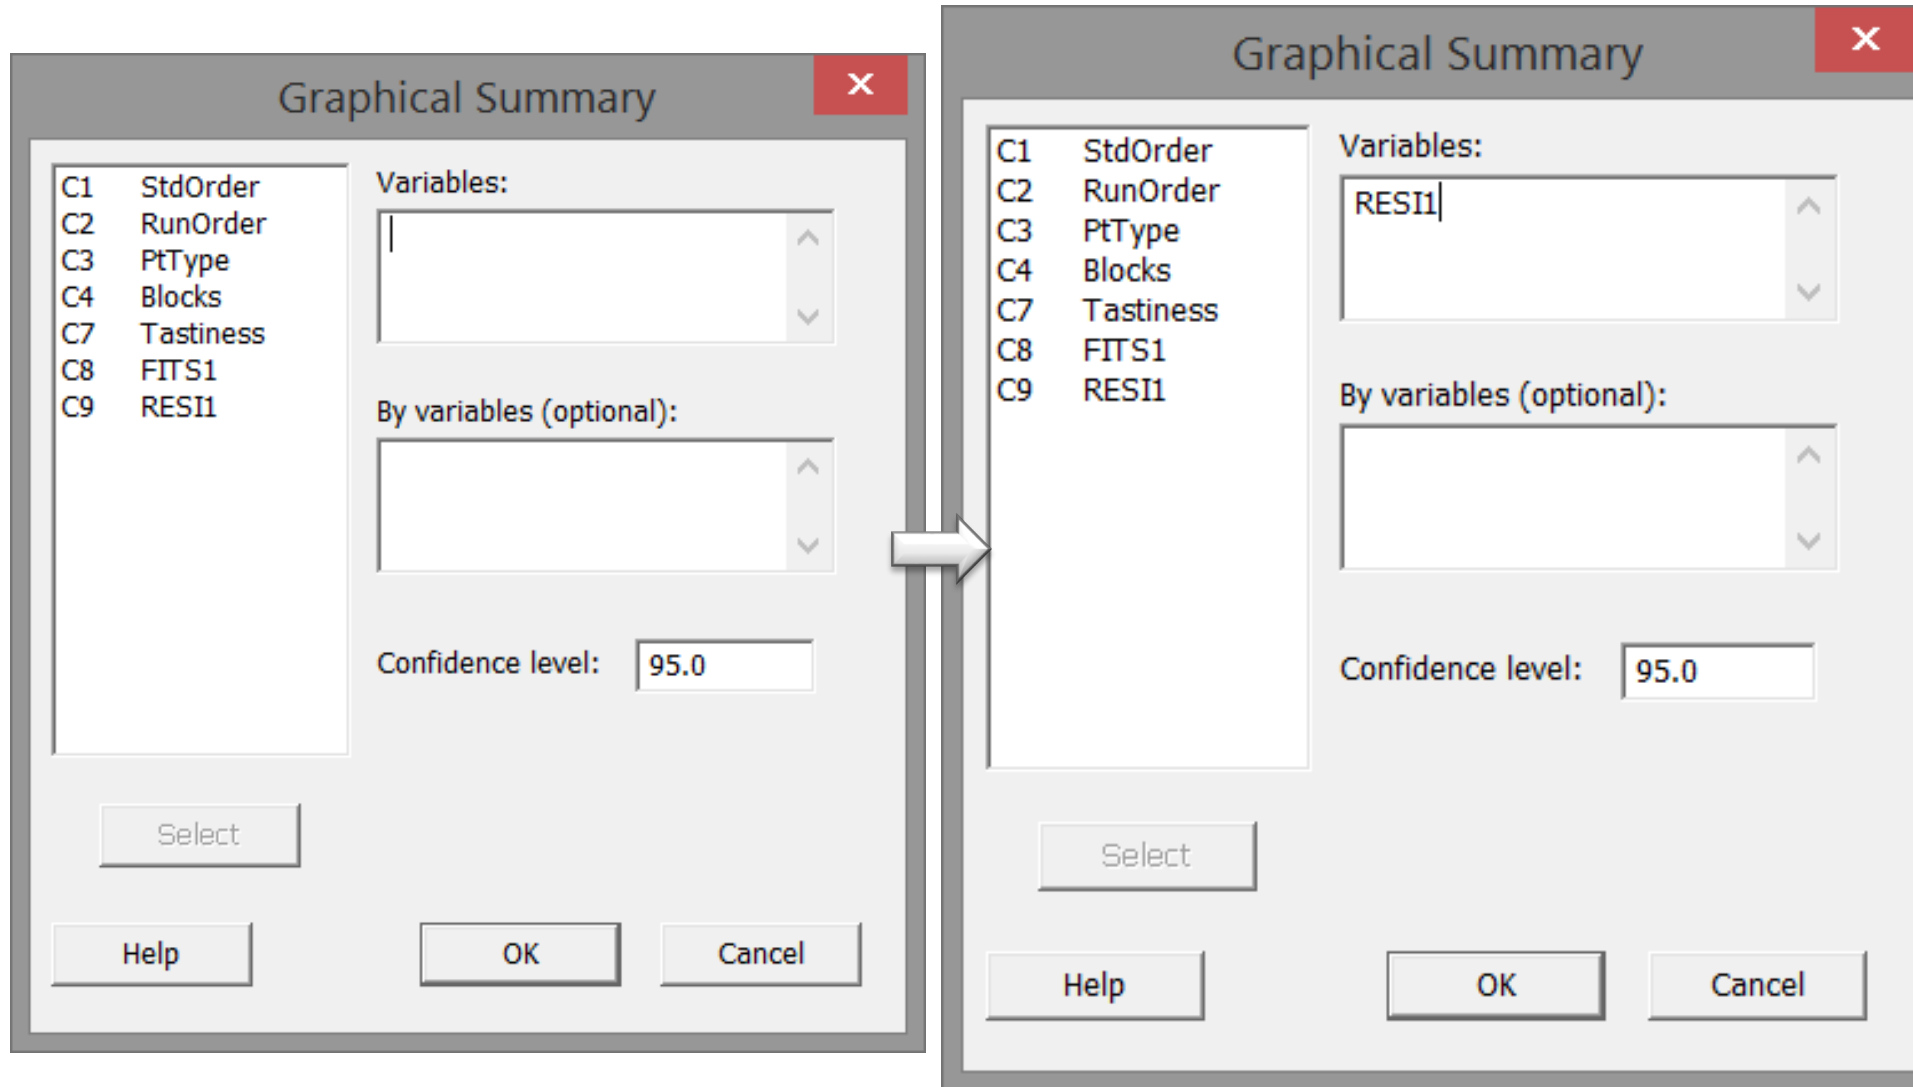 Graphical Summary
C1 StdOrder
C2 RunOrder
C3 PtType
C4 Blocks
C7 Tastiness
C8 FITS1
C9 RESI1
Variables:
By variables (optional):
Confidence level: 95.0
Select
Help OK Cancel
Graphical Summary
C1 StdOrder
C2 RunOrder
C3 PtType
C4 Blocks
C7 Tastiness
C8 FITS1
C9 RESI1
Variables:
RESI1
By variables (optional):
Confidence level: 95.0
Select
Help OK Cancel